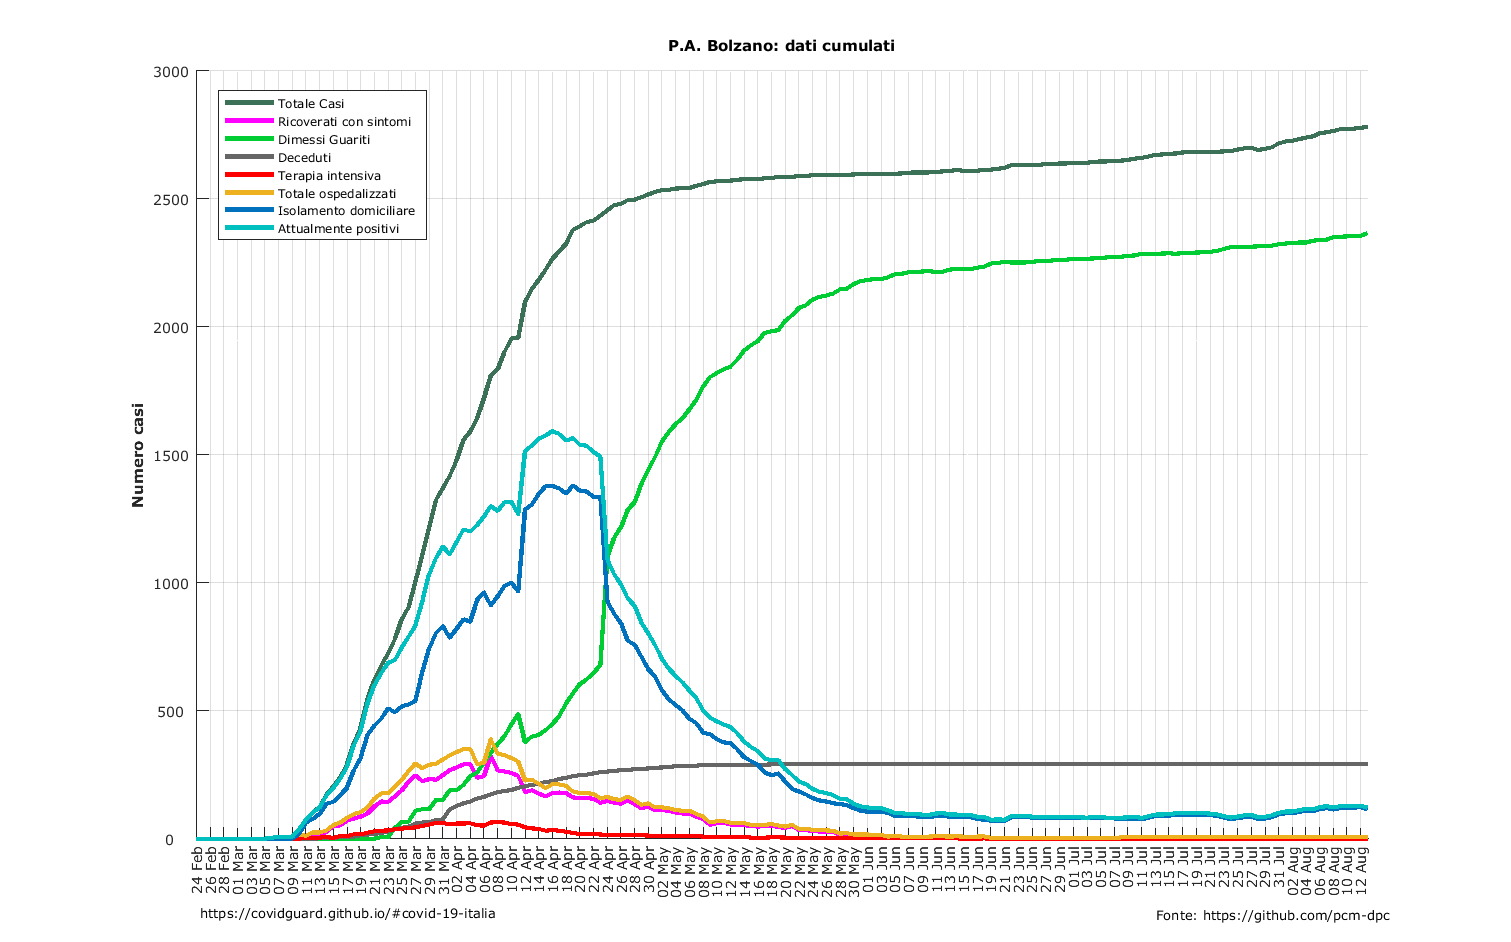 P.A. Bolzano: dati cumulati
3000
2500
2000
1500
1000
500
0
Numero casi
Totale Casi
Ricoverati con sintomi
Dimessi Guariti
Deceduti
Terapia intensiva
Totale ospedalizzati
Isolamento domiciliare
Attualmente positivi
24 Feb
26 Feb
28 Feb
01 Mar
03 Mar
05 Mar
07 Mar
09 Mar
11 Mar
13 Mar
15 Mar
17 Mar
19 Mar
21 Mar
23 Mar
25 Mar
27 Mar
29 Mar
31 Mar
02 Apr
04 Apr
06 Apr
08 Apr
10 Apr
12 Apr
14 Apr
16 Apr
18 Apr
20 Apr
22 Apr
24 Apr
26 Apr
28 Apr
30 Apr
02 May
04 May
06 May
08 May
10 May
12 May
14 May
16 May
18 May
20 May
22 May
24 May
26 May
28 May
30 May
01 Jun
03 Jun
05 Jun
07 Jun
09 Jun
11 Jun
13 Jun
15 Jun
17 Jun
19 Jun
21 Jun
23 Jun
25 Jun
27 Jun
29 Jun
01 Jul
03 Jul
05 Jul
07 Jul
09 Jul
11 Jul
13 Jul
15 Jul
17 Jul
19 Jul
21 Jul
23 Jul
25 Jul
27 Jul
29 Jul
31 Jul
02 Aug
04 Aug
06 Aug
08 Aug
10 Aug
12 Aug
https://covidguard.github.io/#covid-19-italia
Fonte: https://github.com/pcm-dpc